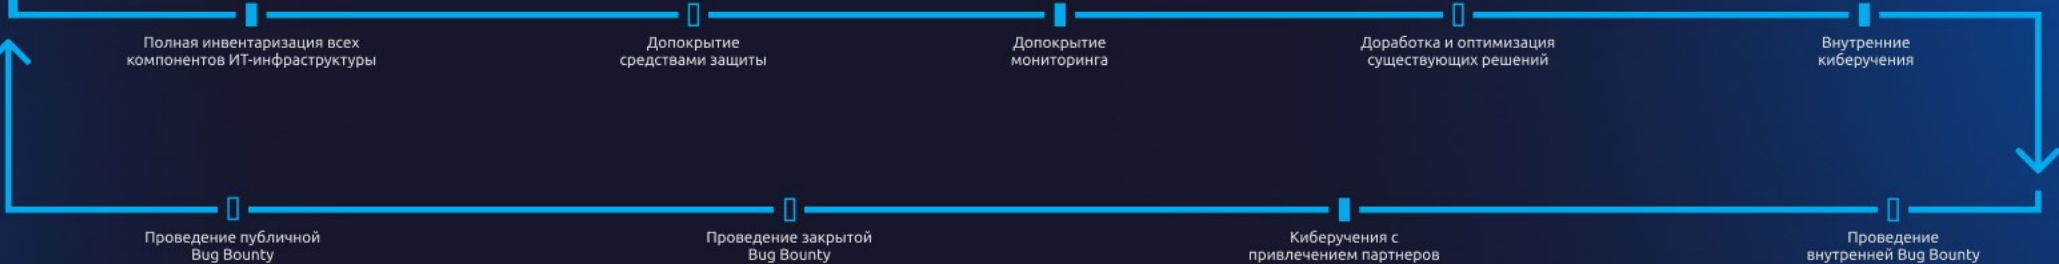 Полная инвентаризация всех
компонентов ИТ-инфраструктуры
Допокрытие
средствами защиты
Допокрытие
мониторинга
Доработка и оптимизация
существующих решений
Внутренние
киберучения
Проведение публичной
Bug Bounty
Проведение закрытой
Bug Bounty
Киберучения с
привлечением партнеров
Проведение
внутренней Bug Bounty